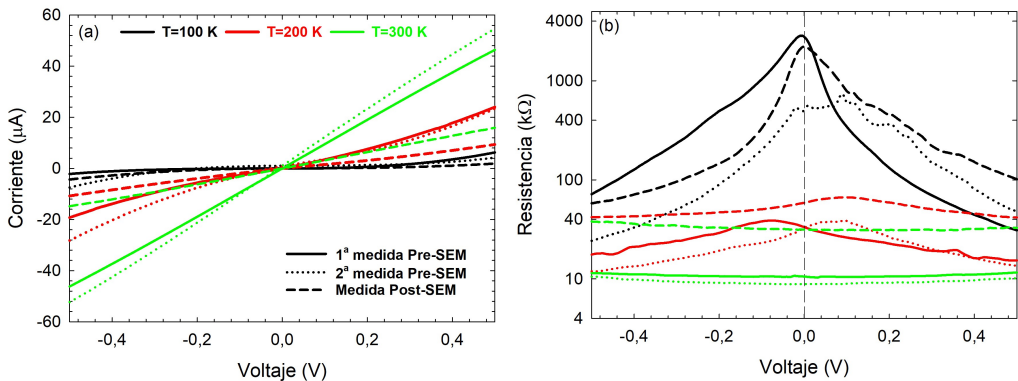 (a)
T=100 K T=200 K T=300 K
Corriente (μA)
60
40
20
0
-20
-40
-60
1ª medida Pre-SEM
2ª medida Pre-SEM
Medida Post-SEM
-0,4 -0,2 0,0 0,2 0,4
Voltaje (V)
(b)
Resistencia (kΩ)
4000
1000
400
100
40
10
4
-0,4 -0,2 0,0 0,2 0,4
Voltaje (V)